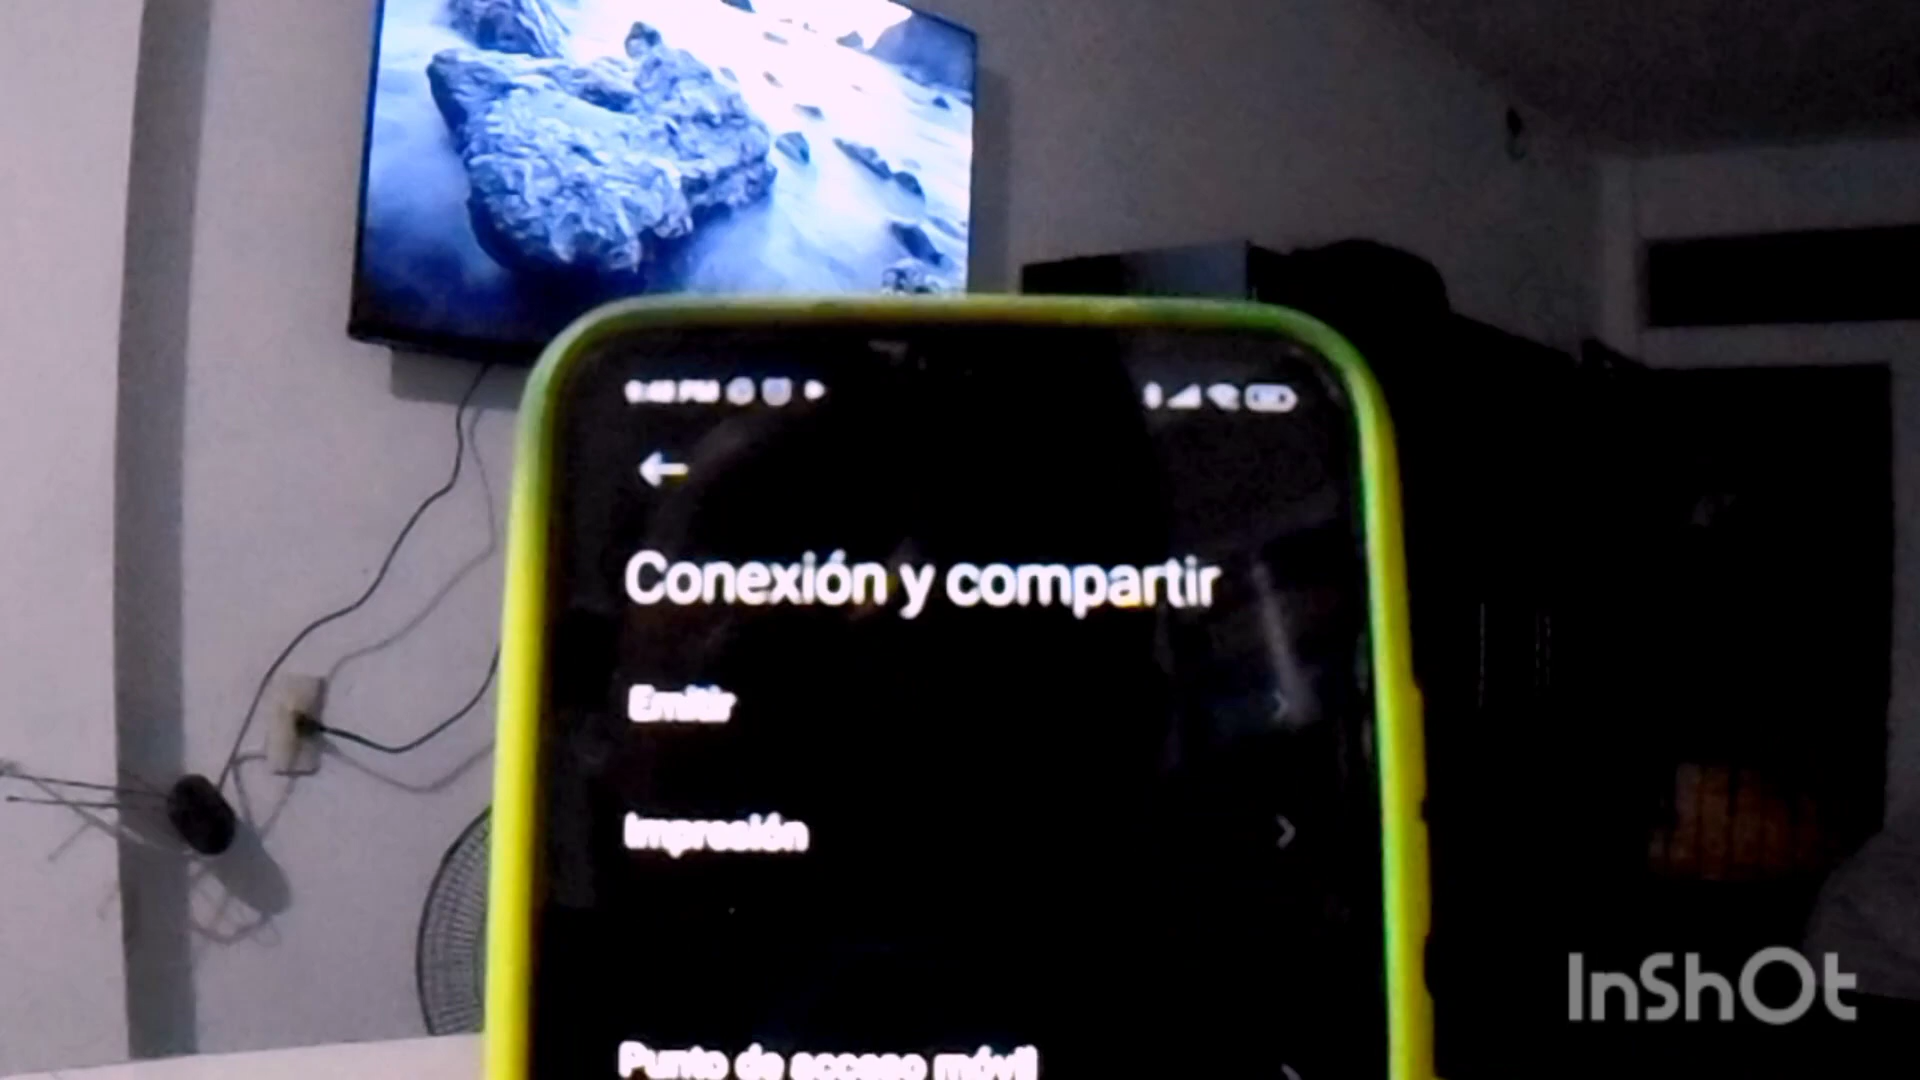 Conexión y compartir
Emitir
Impresión
Punto de acceso móvil
InShOt